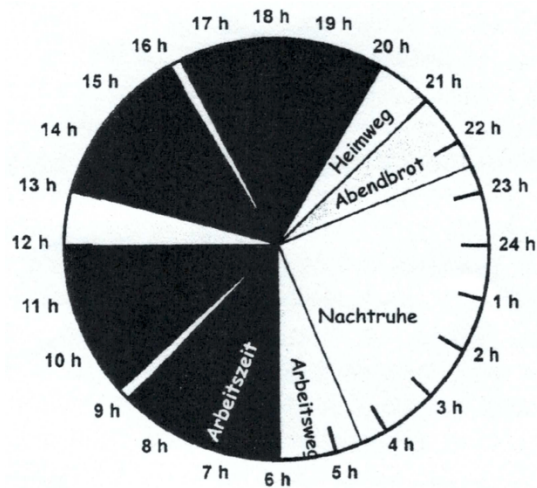 18 h
19 h
20 h
21 h
22 h
23 h
24 h
1 h
2 h
3 h
4 h
5 h
6 h
7 h
8 h
9 h
10 h
11 h
12 h
13 h
14 h
15 h
16 h
17 h
Heimweg
Abendbrot
Nachtruhe
Arbeitsweg
Arbeitszeit